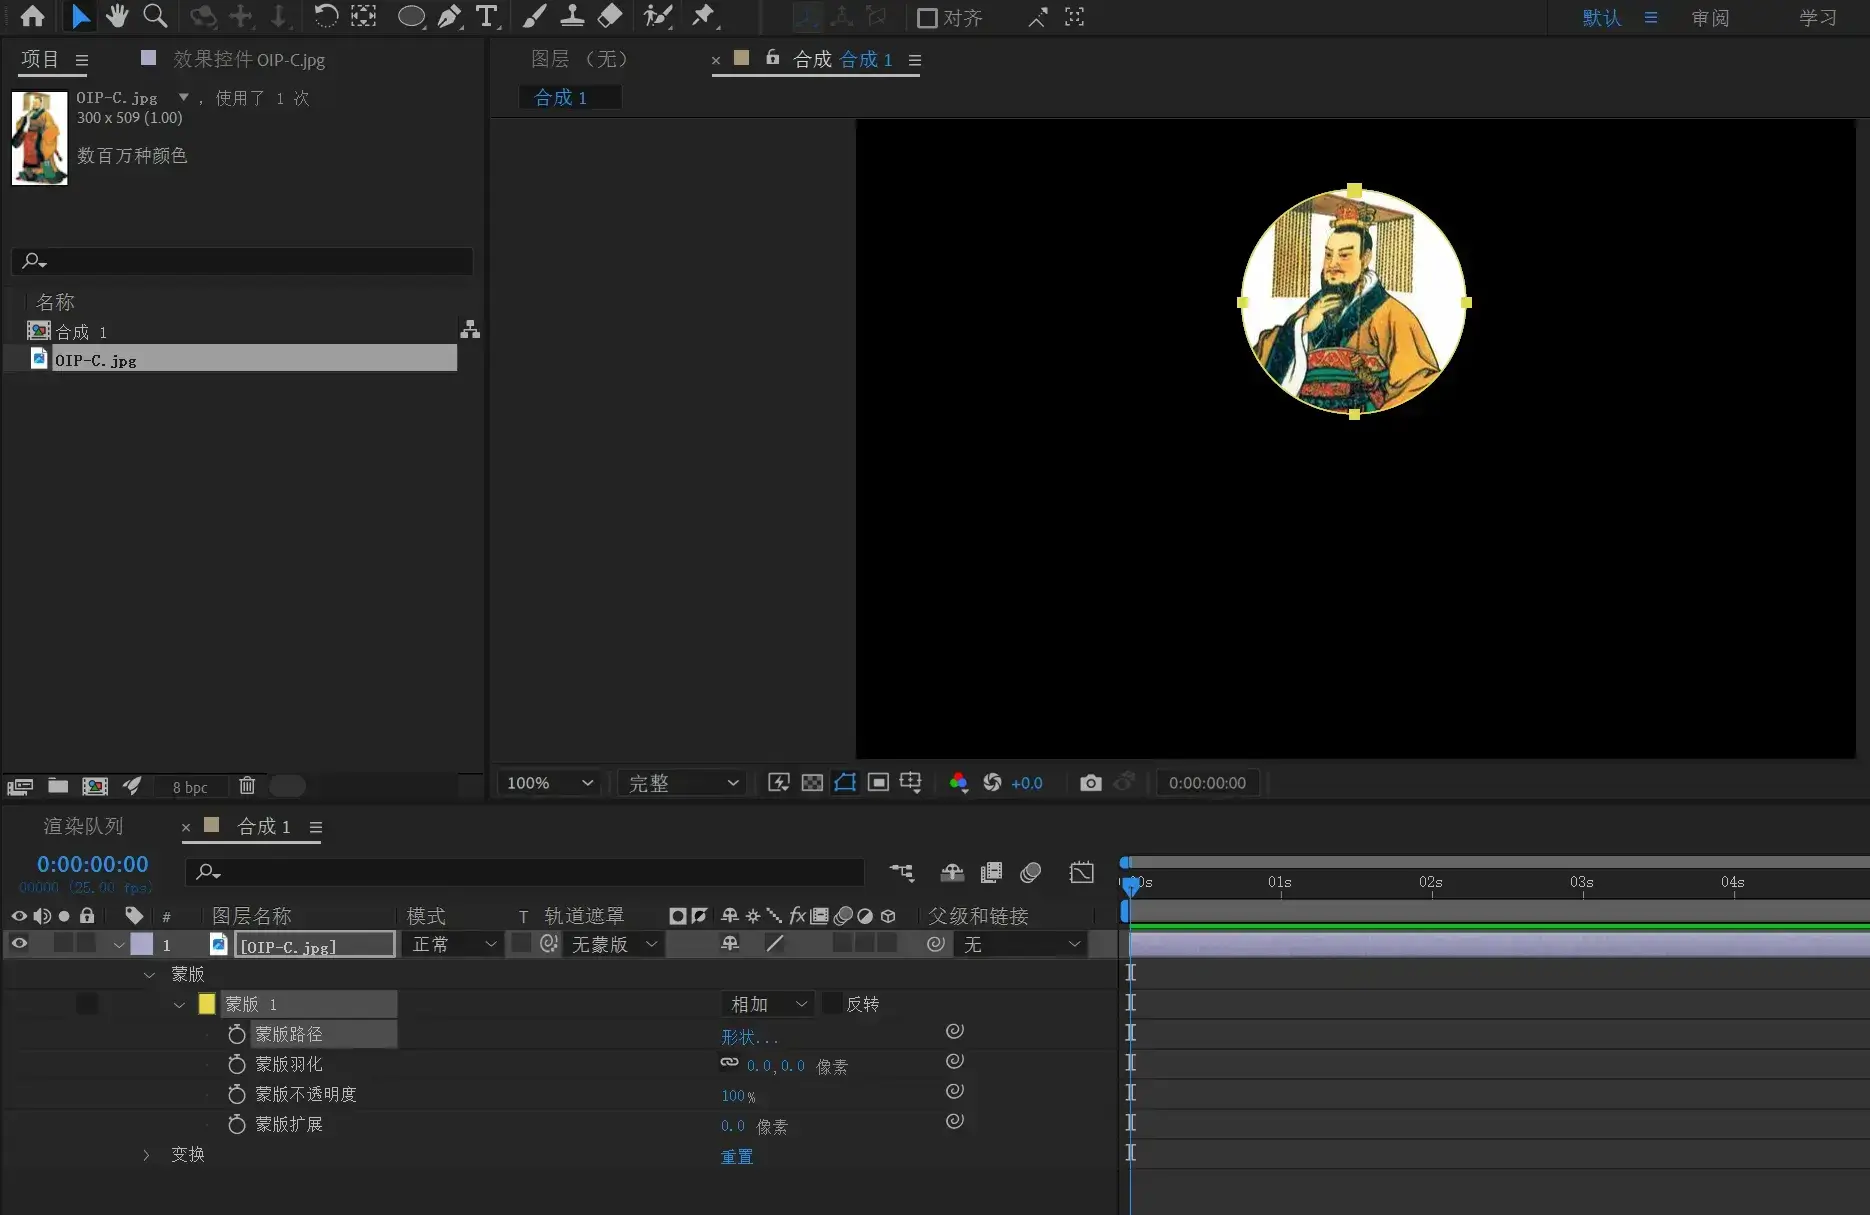 对齐
默认
审阅
学习
项目
效果控件 OIP-C.jpg
图层 （无）
× 合成 合成 1
合成 1
OIP-C.jpg ▼ , 使用了 1 次
300 x 509 (1.00)
数百万种颜色
名称
合成 1
OIP-C.jpg
8 bpc
100%
完整
+0.0
0:00:00:00
渲染队列
× 合成 1
0:00:00:00
00000 (25.00 fps)
01s 02s 03s 04s
# 图层名称 模式 T 轨道遮罩 fx 父级和链接
1 [OIP-C.jpg] 正常 无蒙版 无
蒙版
蒙版 1 相加 反转
蒙版路径 形状...
蒙版羽化 0.0,0.0 像素
蒙版不透明度 100%
蒙版扩展 0.0 像素
变换 重置